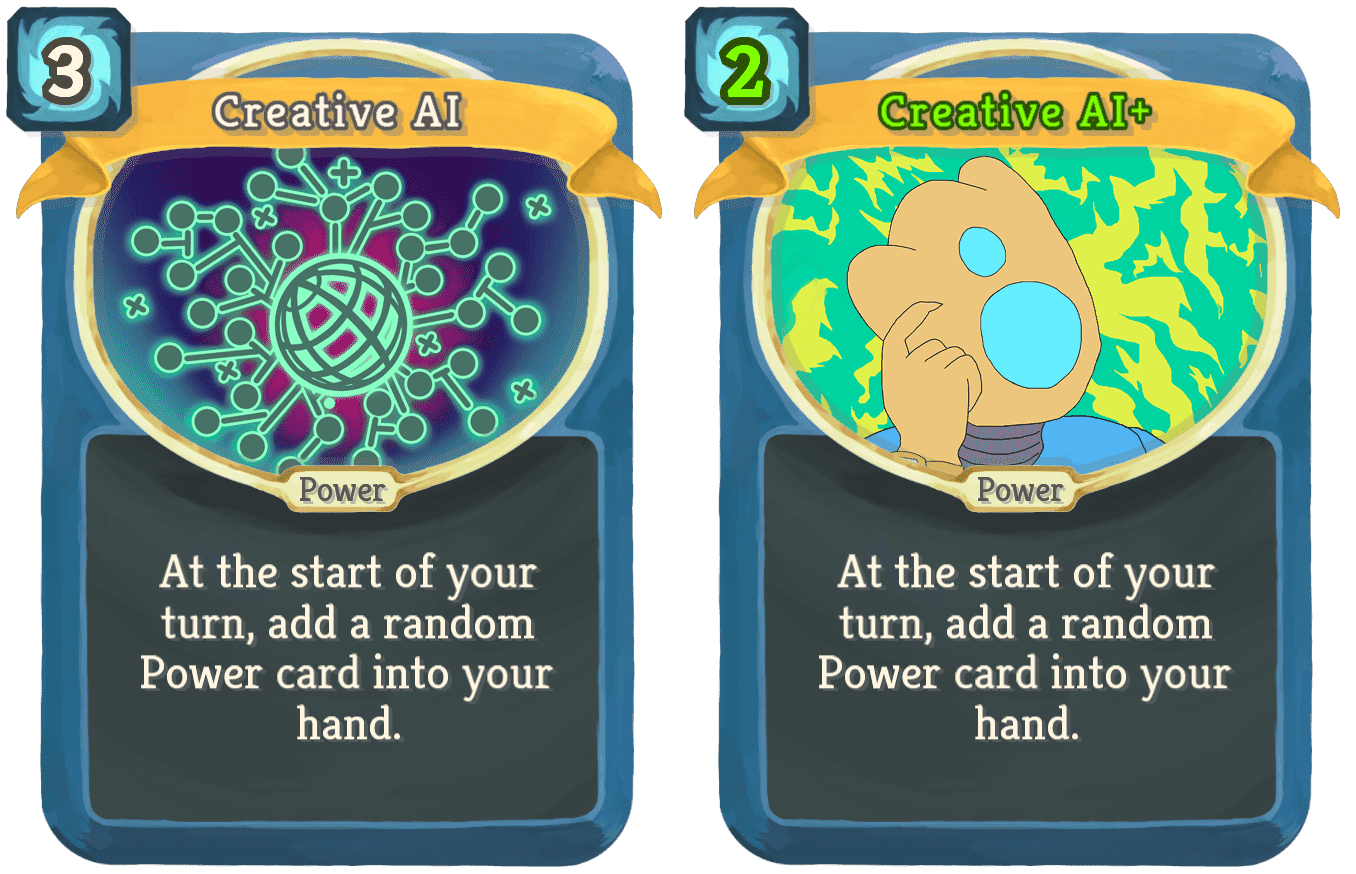 3
Creative AI
Power
At the start of your
turn, add a random
Power card into your
hand.
2
Creative AI+
Power
At the start of your
turn, add a random
Power card into your
hand.